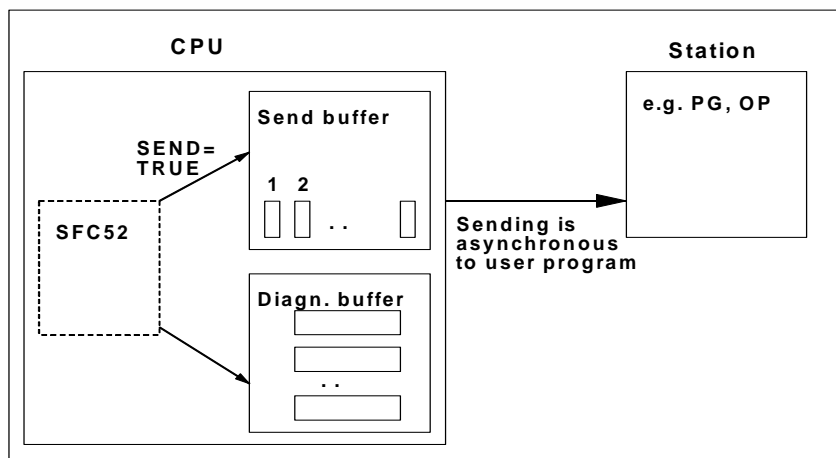 CPU
Station
Send buffer
e.g. PG, OP
SEND=
TRUE
1 2
. .
SFC52
Sending is
asynchronous
to user program
Diagn. buffer
. .